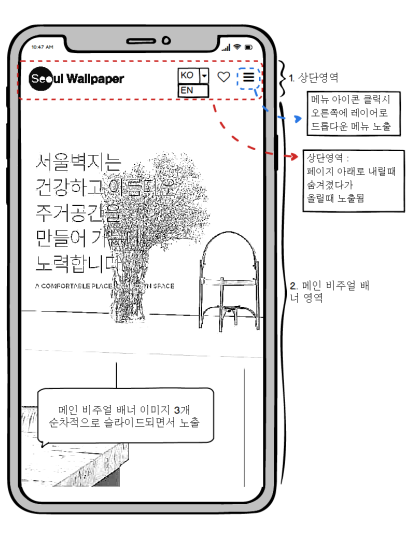 10:47 AM
Seoul Wallpaper
KO
EN
1. 상단영역
메뉴 아이콘 클릭시
오른쪽에 레이어로
드롭다운 메뉴 노출
상단영역 :
페이지 아래로 내릴때
숨겨졌다가
올릴때 노출됨
서울벽지는
건강하고 아름다운
주거공간을
만들어 가는데
노력합니다
A COMFORTABLE PLACE SPACE
2. 메인 비주얼 배
너 영역
메인 비주얼 배너 이미지 3개
순차적으로 슬라이드되면서 노출